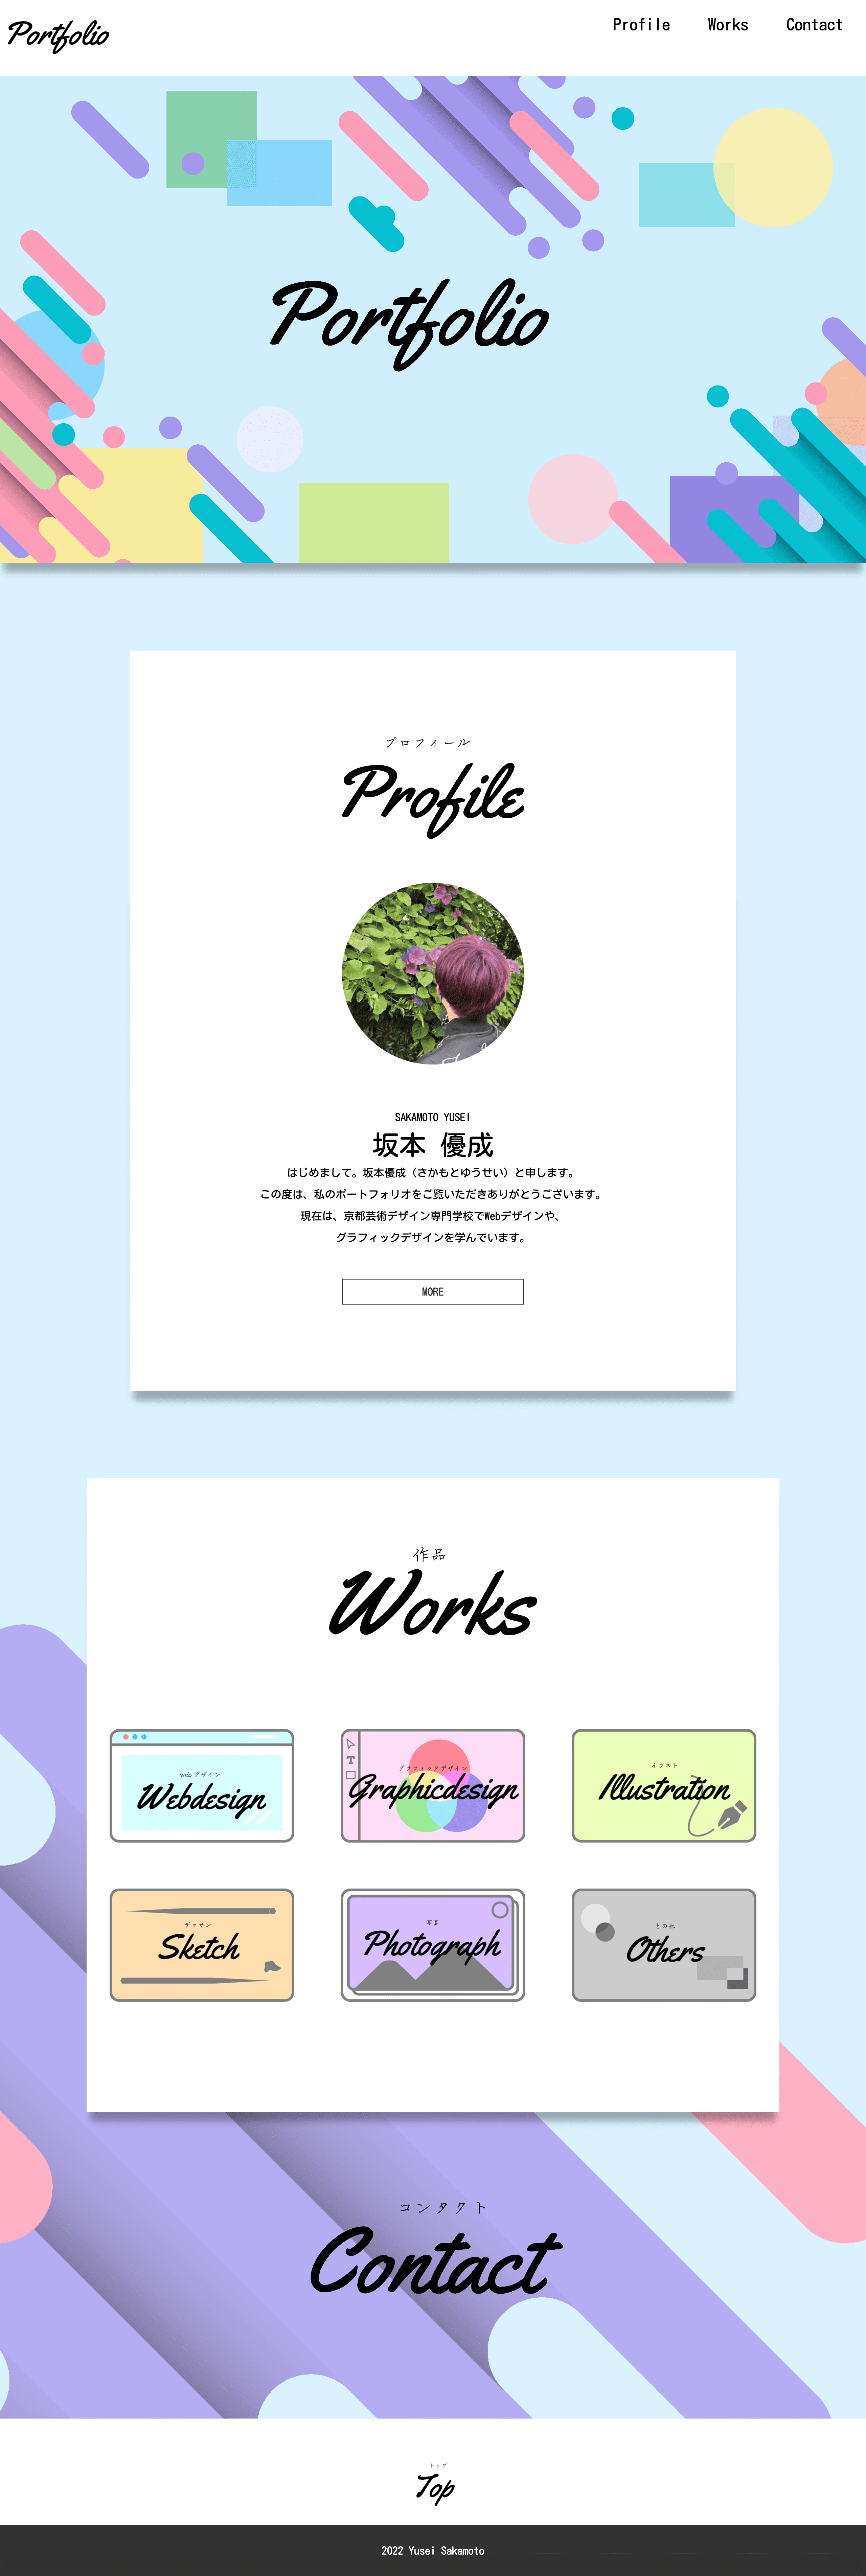 Portfolio
Profile Works Contact
Portfolio
プロフィール
Profile
SAKAMOTO YUSEI
坂本 優成
はじめまして。坂本優成（さかもとゆうせい）と申します。
この度は、私のポートフォリオをご覧いただきありがとうございます。
現在は、京都芸術デザイン専門学校でWebデザインや、
グラフィックデザインを学んでいます。
MORE
作品
Works
webデザイン
Webdesign
グラフィックデザイン
Graphicdesign
イラスト
Illustration
デッサン
Sketch
写真
Photograph
その他
Others
コンタクト
Contact
トップ
Top
2022 Yusei Sakamoto